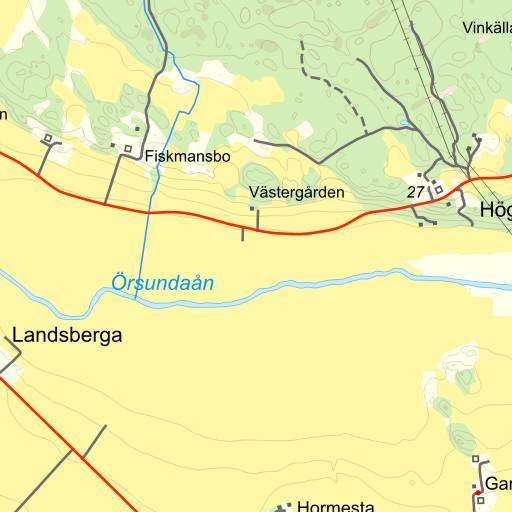 Vinkälla
n
Fiskmansbo
Västergården
27
Hög
Örsundaån
Landsberga
Gar
Hormesta